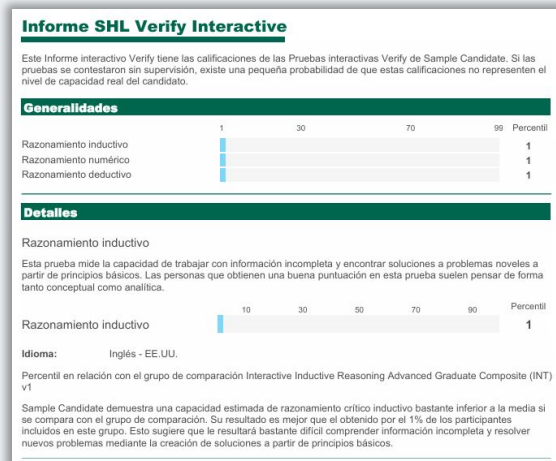 Informe SHL Verify Interactive
Este Informe interactivo Verify tiene las calificaciones de las Pruebas interactivas Verify de Sample Candidate. Si las
pruebas se contestaron sin supervisión, existe una pequeña probabilidad de que estas calificaciones no representen el
nivel de capacidad real del candidato.
Generalidades
1 30 70 99 Percentil
Razonamiento inductivo 1
Razonamiento numérico 1
Razonamiento deductivo 1
Detalles
Razonamiento inductivo
Esta prueba mide la capacidad de trabajar con información incompleta y encontrar soluciones a problemas noveles a
partir de principios básicos. Las personas que obtienen una buena puntuación en esta prueba suelen pensar de forma
tanto conceptual como analítica.
10 30 50 70 90 Percentil
Razonamiento inductivo 1
Idioma: Inglés - EE.UU.
Percentil en relación con el grupo de comparación Interactive Inductive Reasoning Advanced Graduate Composite (INT)
v1
Sample Candidate demuestra una capacidad estimada de razonamiento crítico inductivo bastante inferior a la media si
se compara con el grupo de comparación. Su resultado es mejor que el obtenido por el 1% de los participantes
incluidos en este grupo. Esto sugiere que le resultará bastante difícil comprender información incompleta y resolver
nuevos problemas mediante la creación de soluciones a partir de principios básicos.